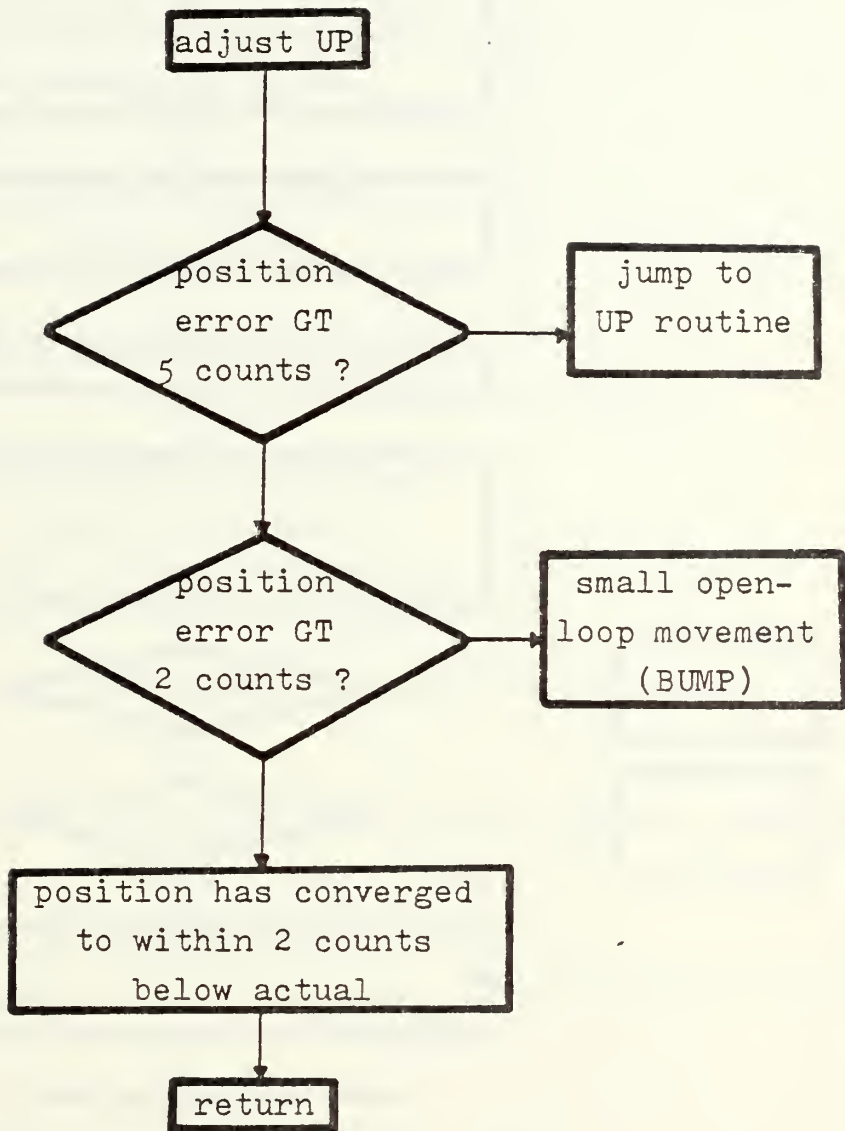 adjust UP
position
error GT
5 counts ?
jump to
UP routine
position
error GT
2 counts ?
small open-
loop movement
(BUMP)
position has converged
to within 2 counts
below actual
return